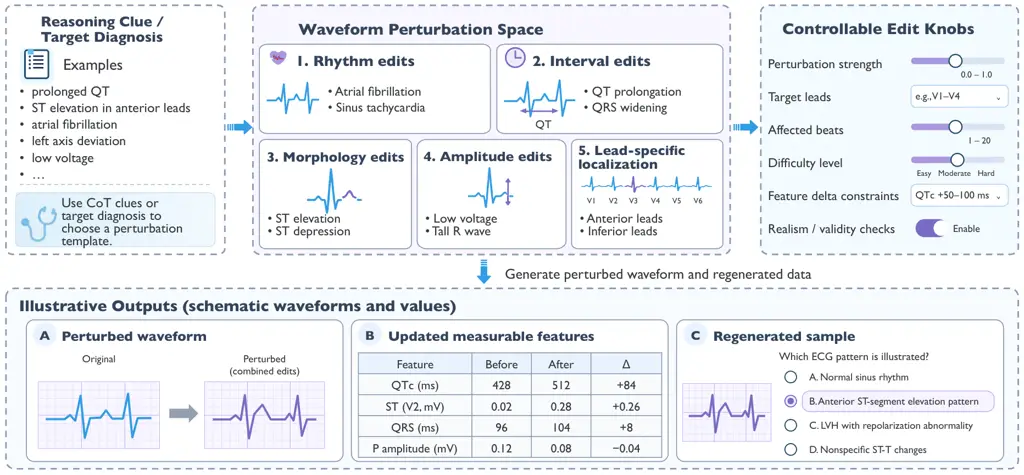 Reasoning Clue /
Target Diagnosis
Examples
• prolonged QT
• ST elevation in anterior leads
• atrial fibrillation
• left axis deviation
• low voltage
• ...
Use CoT clues or
target diagnosis to
choose a perturbation
template.
Waveform Perturbation Space
1. Rhythm edits
• Atrial fibrillation
• Sinus tachycardia
2. Interval edits
QT
• QT prolongation
• QRS widening
3. Morphology edits
• ST elevation
• ST depression
4. Amplitude edits
• Low voltage
• Tall R wave
5. Lead-specific
localization
V1 V2 V3 V4 V5 V6
• Anterior leads
• Inferior leads
Controllable Edit Knobs
Perturbation strength
0.0 – 1.0
Target leads e.g.,V1–V4
Affected beats
1 – 20
Difficulty level
Easy Moderate Hard
Feature delta constraints QTc +50–100 ms
Realism / validity checks Enable
Generate perturbed waveform and regenerated data
Illustrative Outputs (schematic waveforms and values)
A Perturbed waveform
Original
Perturbed
(combined edits)
B Updated measurable features
Feature Before After Δ
QTc (ms) 428 512 +84
ST (V2, mV) 0.02 0.28 +0.26
QRS (ms) 96 104 +8
P amplitude (mV) 0.12 0.08 −0.04
C Regenerated sample
Which ECG pattern is illustrated?
A. Normal sinus rhythm
B. Anterior ST-segment elevation pattern
C. LVH with repolarization abnormality
D. Nonspecific ST-T changes